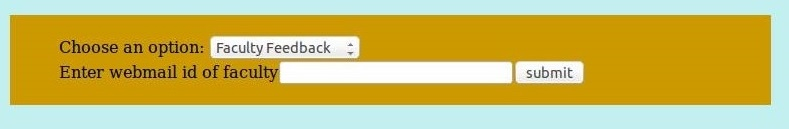 Choose an option: Faculty Feedback
Enter webmail id of faculty submit